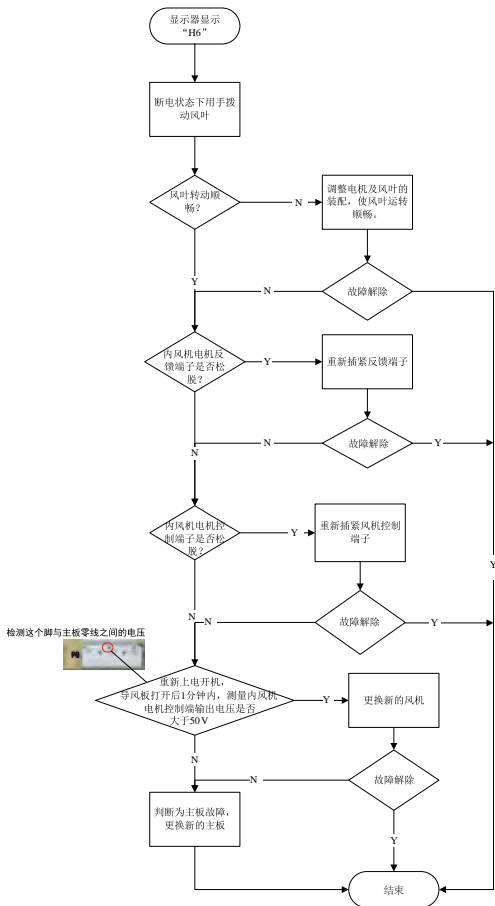 显示器显示
“H6”
断电状态下用手拨
动风叶
风叶转动顺
畅?
N
调整电机及风叶的
装配，使风叶运转
顺畅。
Y
N
故障解除
内风机电机反
馈端子是否松
脱?
Y
重新插紧反馈端子
N
N
故障解除
Y
内风机电机控
制端子是否松
脱?
Y
重新插紧风机控制
端子
Y
N
N
故障解除
Y
检测这个脚与主板零线之间的电压
重新上电开机，
导风板打开后1分钟内，测量内风机
电机控制端输出电压是否
大于50V
Y
更换新的风机
N
N
故障解除
判断为主板故障，
更换新的主板
Y
结束